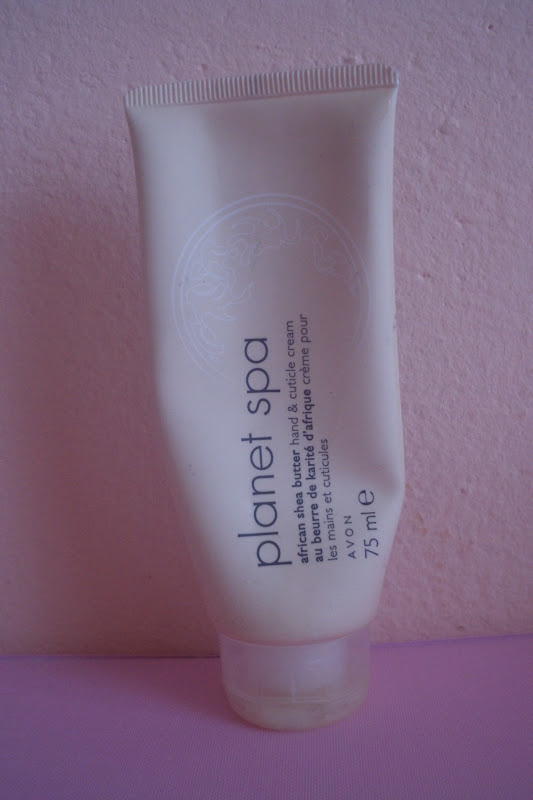 planet spa
african shea butter hand & cuticle cream
au beurre de karité d'afrique crème pour
les mains et cuticules
AVON
75 ml e